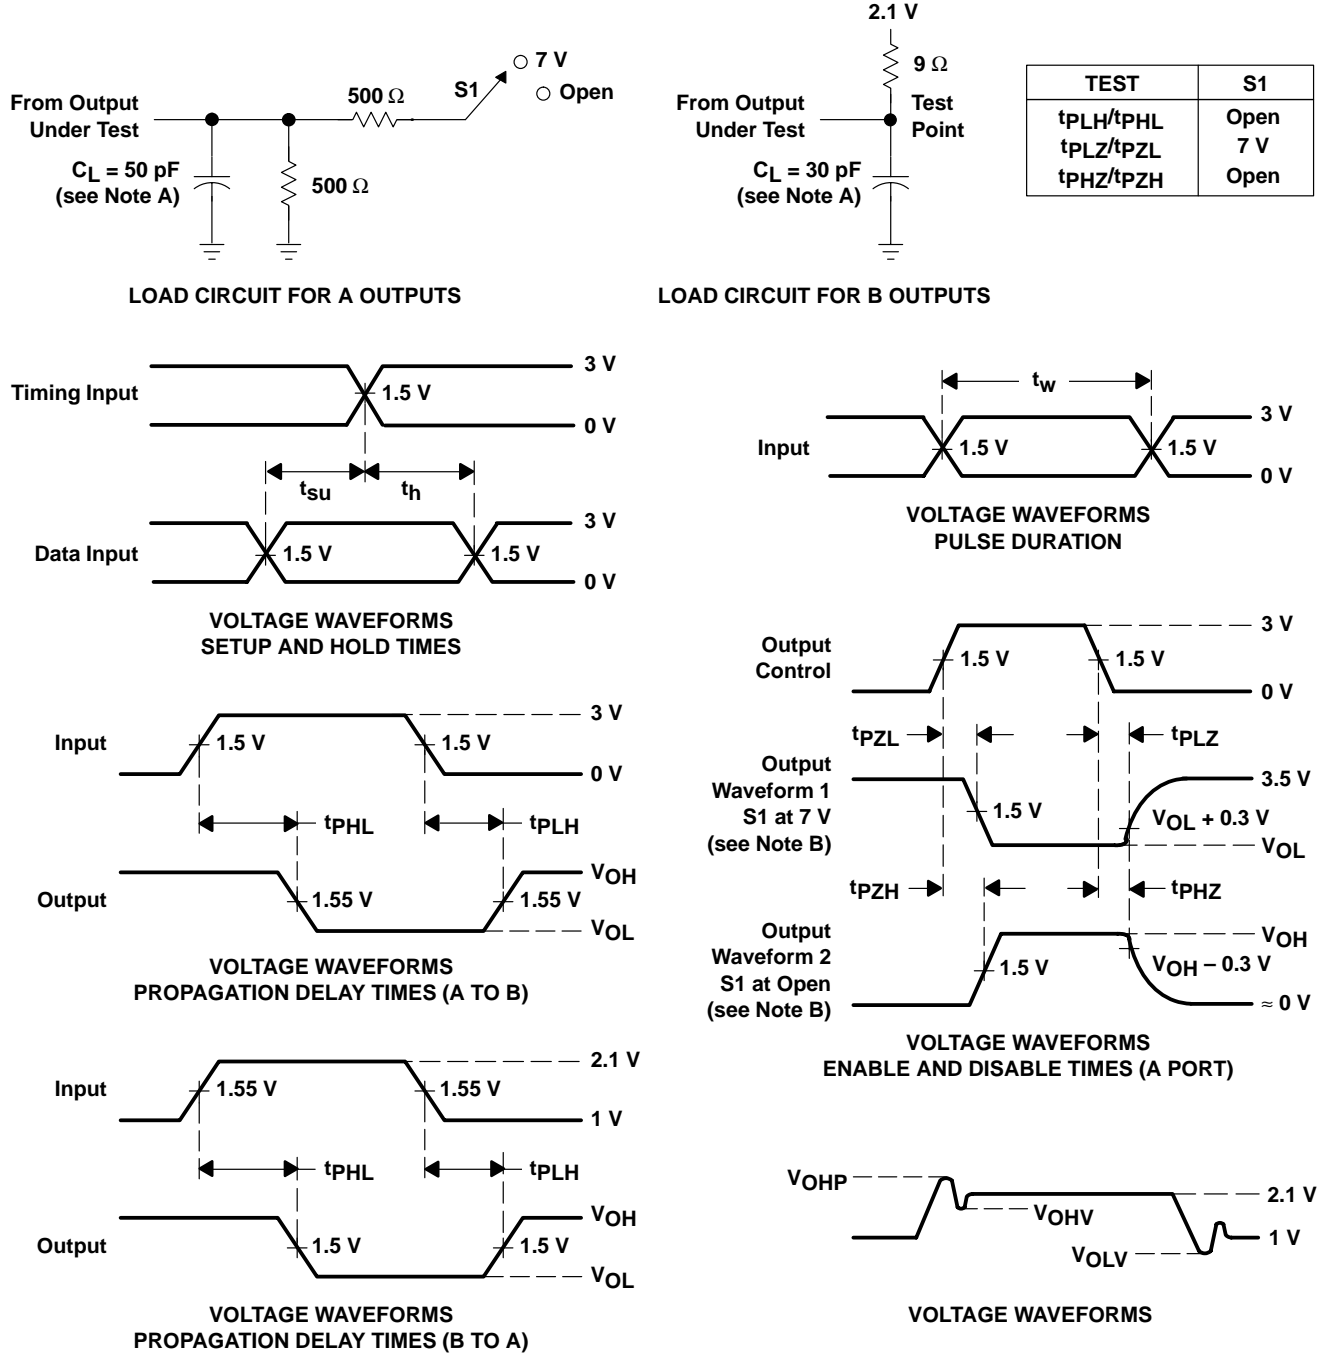 7 V
Open
S1
500 Ω
From Output
Under Test
CL = 50 pF
(see Note A)
500 Ω
LOAD CIRCUIT FOR A OUTPUTS
2.1 V
9 Ω
From Output
Under Test
Test
Point
CL = 30 pF
(see Note A)
LOAD CIRCUIT FOR B OUTPUTS
TEST S1
tPLH/tPHL Open
tPLZ/tPZL 7 V
tPHZ/tPZH Open
Timing Input
3 V
1.5 V
0 V
tsu
th
Data Input
3 V
1.5 V
1.5 V
0 V
VOLTAGE WAVEFORMS
SETUP AND HOLD TIMES
tw
Input
3 V
1.5 V
1.5 V
0 V
VOLTAGE WAVEFORMS
PULSE DURATION
Input
3 V
1.5 V
1.5 V
0 V
tPHL
tPLH
Output
VOH
1.55 V
1.55 V
VOL
VOLTAGE WAVEFORMS
PROPAGATION DELAY TIMES (A TO B)
Output
Control
3 V
1.5 V
1.5 V
0 V
tPZL
tPLZ
Output
Waveform 1
S1 at 7 V
(see Note B)
3.5 V
1.5 V
VOL + 0.3 V
VOL
tPZH
tPHZ
Output
Waveform 2
S1 at Open
(see Note B)
VOH
1.5 V
VOH – 0.3 V
≈ 0 V
VOLTAGE WAVEFORMS
ENABLE AND DISABLE TIMES (A PORT)
Input
2.1 V
1.55 V
1.55 V
1 V
tPHL
tPLH
Output
VOH
1.5 V
1.5 V
VOL
VOLTAGE WAVEFORMS
PROPAGATION DELAY TIMES (B TO A)
VOHP
2.1 V
VOHV
1 V
VOLV
VOLTAGE WAVEFORMS